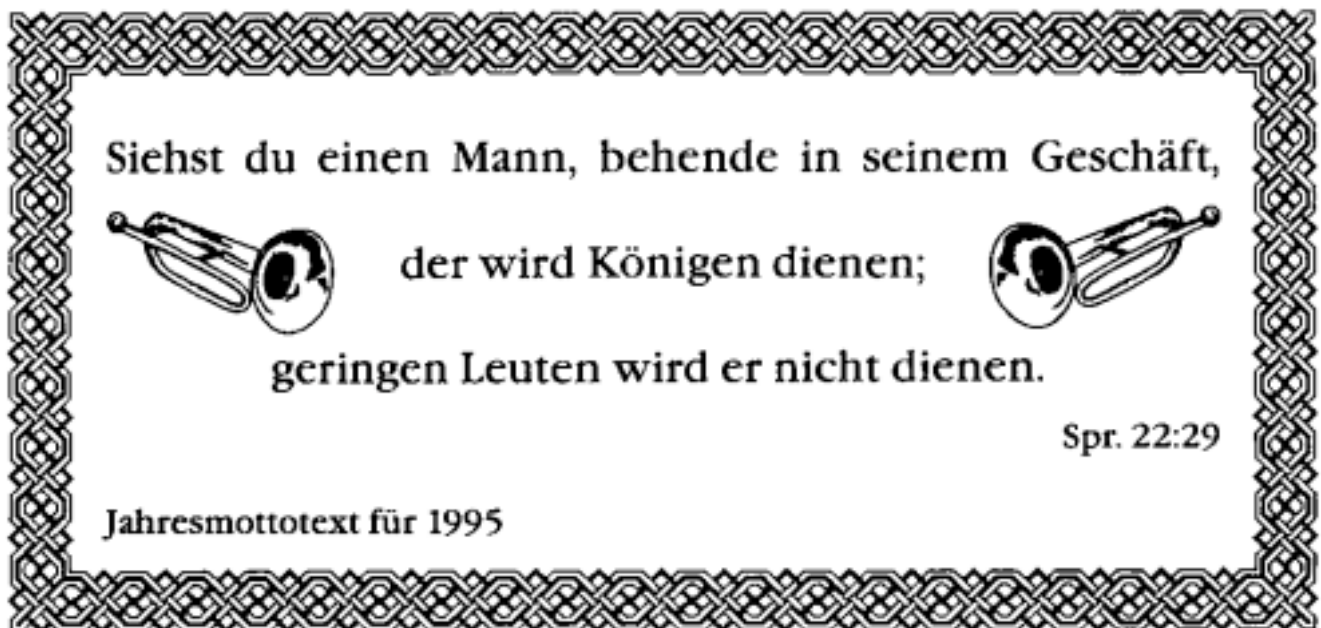 Siehst du einen Mann, behende in seinem Geschäft,
der wird Königen dienen;
geringen Leuten wird er nicht dienen.
Spr. 22:29
Jahresmottotext für 1995